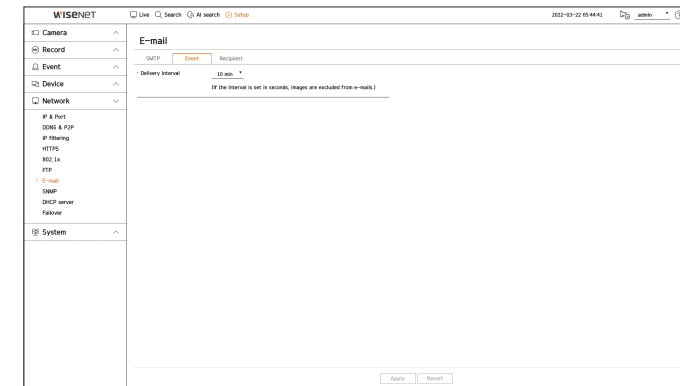 WISENET
Live Search AI search Setup 2022-03-22 05:44:41 admin
Camera
Record
Event
Device
Network
IP & Port
DDNS & P2P
IP filtering
HTTPS
802.1x
FTP
E-mail
SNMP
DHCP server
Failover
System
E-mail
SMTP Event Recipient
Delivery interval 10 min
(If the interval is set in seconds, images are excluded from e-mails.)
Apply Revert